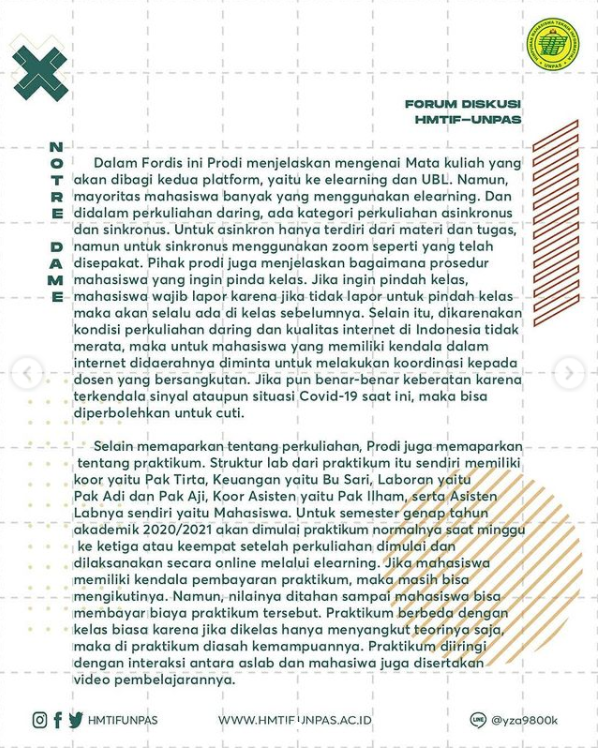 FORUM DISKUSI
HMTIF-UNPAS
NOTRE DAME
Dalam Fordis ini Prodi menjelaskan mengenai Mata kuliah yang
akan dibagi kedua platform, yaitu ke elearning dan UBL. Namun,
mayoritas mahasiswa banyak yang menggunakan elearning. Dan
didalam perkuliahan daring, ada kategori perkuliahan asinkronus
dan sinkronus. Untuk asinkron hanya terdiri dari materi dan tugas,
namun untuk sinkronus menggunakan zoom seperti yang telah
disepakat. Pihak prodi juga menjelaskan bagaimana prosedur
mahasiswa yang ingin pinda kelas. Jika ingin pindah kelas,
mahasiswa wajib lapor karena jika tidak lapor untuk pindah kelas
maka akan selalu ada di kelas sebelumnya. Selain itu, dikarenakan
kondisi perkuliahan daring dan kualitas internet di Indonesia tidak
merata, maka untuk mahasiswa yang memiliki kendala dalam
internet didaerahnya diminta untuk melakukan koordinasi kepada
dosen yang bersangkutan. Jika pun benar-benar keberatan karena
terkendala sinyal ataupun situasi Covid-19 saat ini, maka bisa
diperbolehkan untuk cuti.
Selain memaparkan tentang perkuliahan, Prodi juga memaparkan
tentang praktikum. Struktur lab dari praktikum itu sendiri memiliki
koor yaitu Pak Tirta, Keuangan yaitu Bu Sari, Laboran yaitu
Pak Adi dan Pak Aji, Koor Asisten yaitu Pak Ilham, serta Asisten
Labnya sendiri yaitu Mahasiswa. Untuk semester genap tahun
akademik 2020/2021 akan dimulai praktikum normalnya saat minggu
ke ketiga atau keempat setelah perkuliahan dimulai dan
dilaksanakan secara online melalui elearning. Jika mahasiswa
memiliki kendala pembayaran praktikum, maka masih bisa
mengikutinya. Namun, nilainya ditahan sampai mahasiswa bisa
membayar biaya praktikum tersebut. Praktikum berbeda dengan
kelas biasa karena jika dikelas hanya menyangkut teorinya saja,
maka di praktikum diasah kemampuannya. Praktikum diiringi
dengan interaksi antara aslab dan mahasiwa juga disertakan
video pembelajarannya.
HMTIFUNPAS
WWW.HMTIFUNPAS.AC.ID
LINE @yza9800k